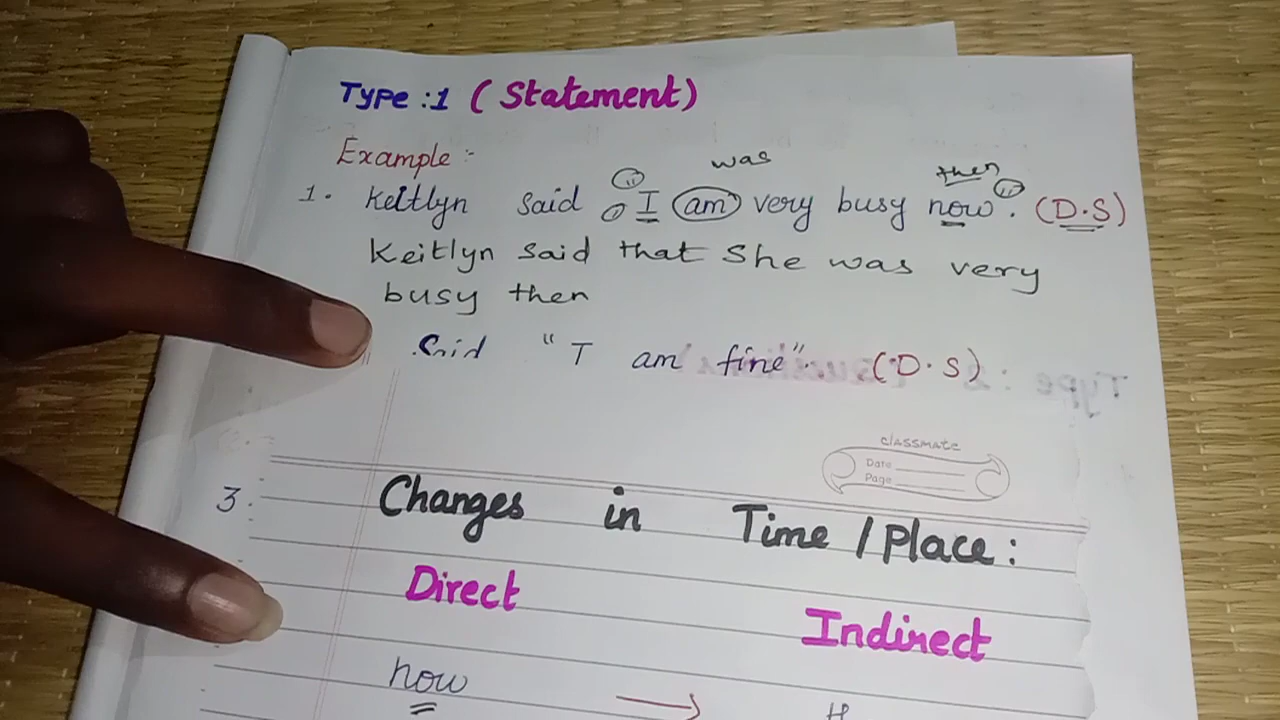 Type :1 (Statement)
Example :-
was
then
1. Keitlyn said " I am very busy now". (D.S)
Keitlyn said that She was very
busy then
Said "I am fine". (D.S)
classmate
Date
Page
3. Changes in Time / Place :
Direct
Indirect
now →